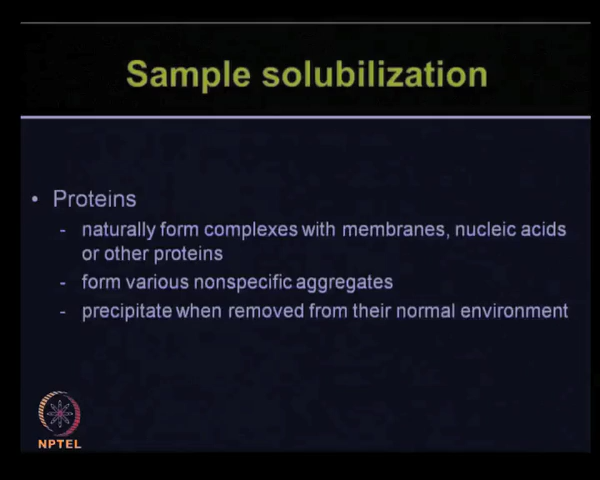 Sample solubilization
• Proteins
- naturally form complexes with membranes, nucleic acids
or other proteins
- form various nonspecific aggregates
- precipitate when removed from their normal environment
NPTEL